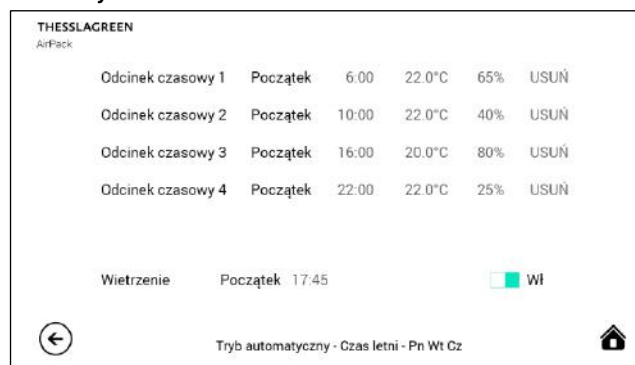 THESSLAGREEN
AirPack
Odcinek czasowy 1 Początek 6:00 22.0°C 65% USUŃ
Odcinek czasowy 2 Początek 10:00 22.0°C 40% USUŃ
Odcinek czasowy 3 Początek 16:00 20.0°C 80% USUŃ
Odcinek czasowy 4 Początek 22:00 22.0°C 25% USUŃ
Wietrzenie Początek 17:45 Wł
Tryb automatyczny - Czas letni - Pn Wt Cz